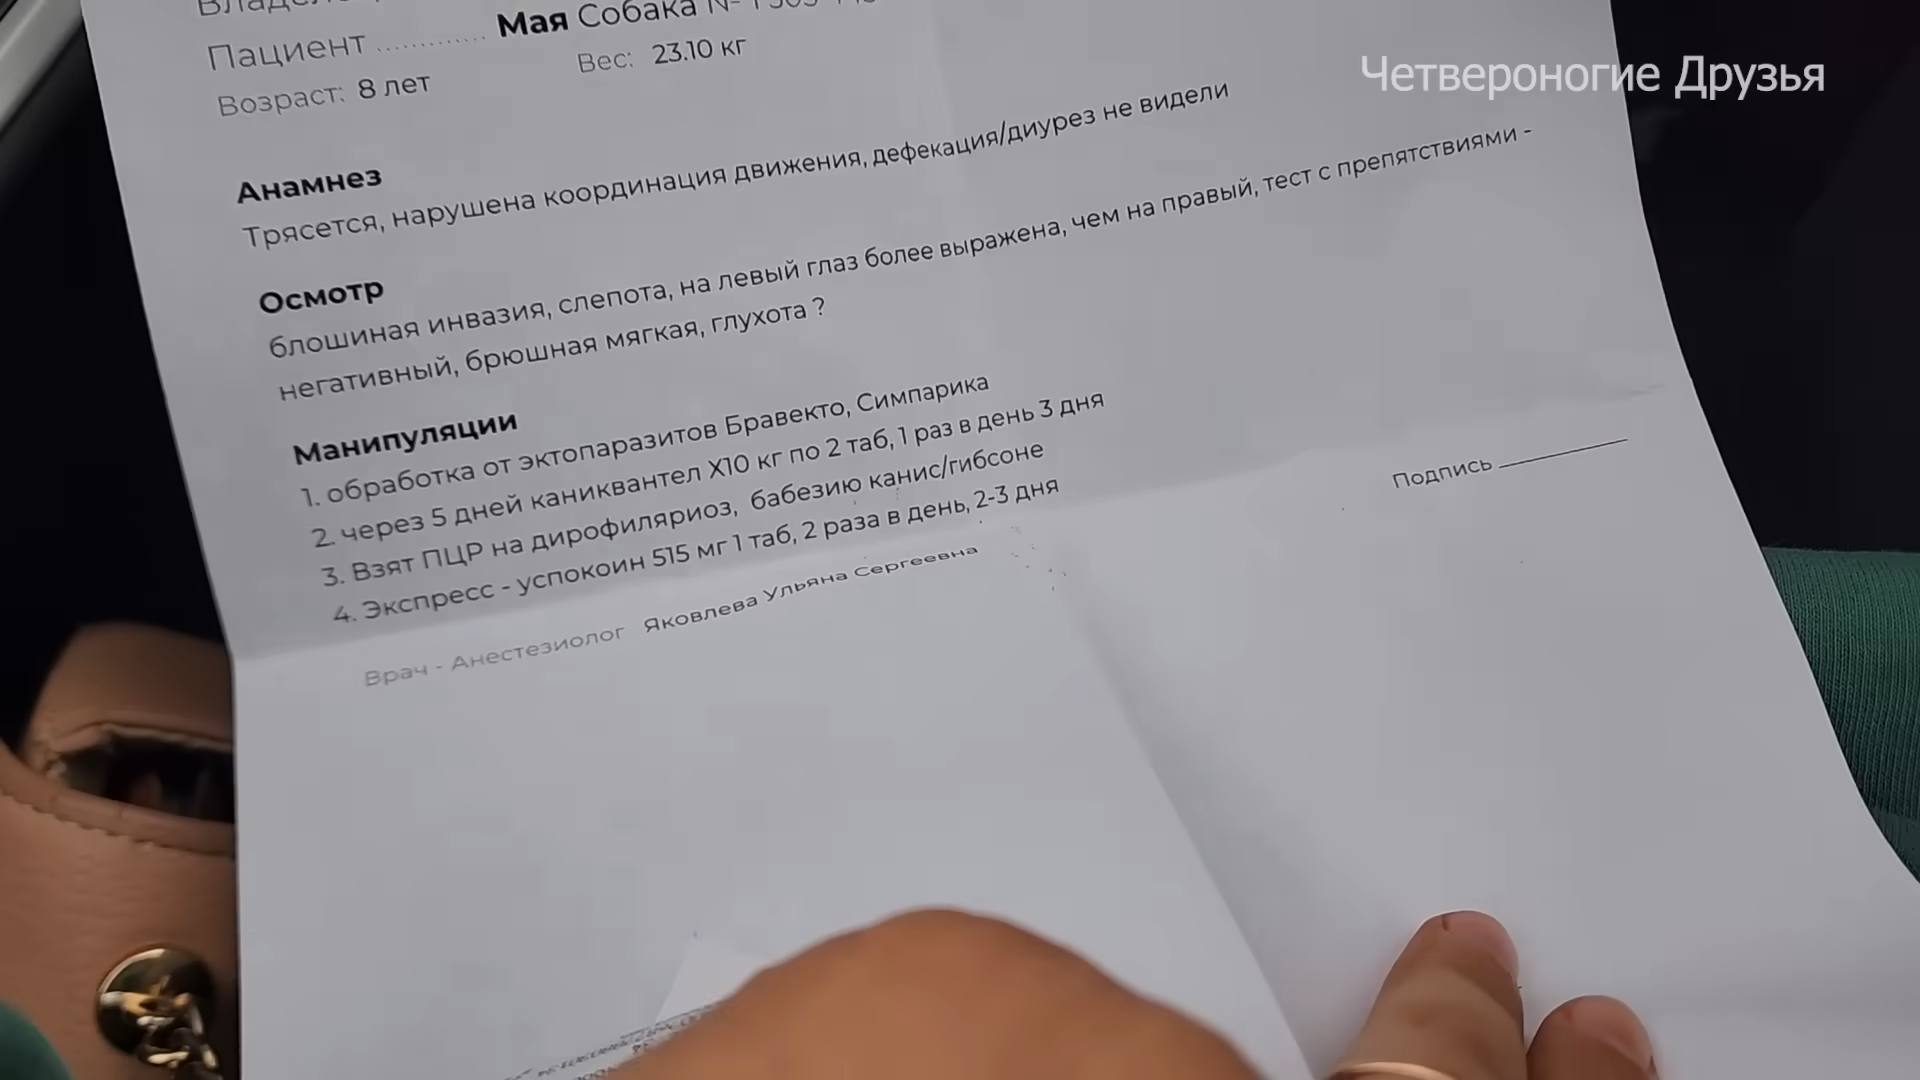 Пациент ............. Мая Собака №
Возраст: 8 лет Вес: 23.10 кг
Четвероногие Друзья
Анамнез
Трясется, нарушена координация движения, дефекация/диурез не видели
Осмотр
блошиная инвазия, слепота, на левый глаз более выражена, чем на правый, тест с препятствиями -
негативный, брюшная мягкая, глухота ?
Манипуляции
1. обработка от эктопаразитов Бравекто, Симпарика
2. через 5 дней каниквантел X10 кг по 2 таб, 1 раз в день 3 дня
3. Взят ПЦР на дирофиляриоз, бабезию канис/гибсоне
4. Экспресс - успокоин 515 мг 1 таб, 2 раза в день, 2-3 дня
Врач - Анестезиолог Яковлева Ульяна Сергеевна
Подпись